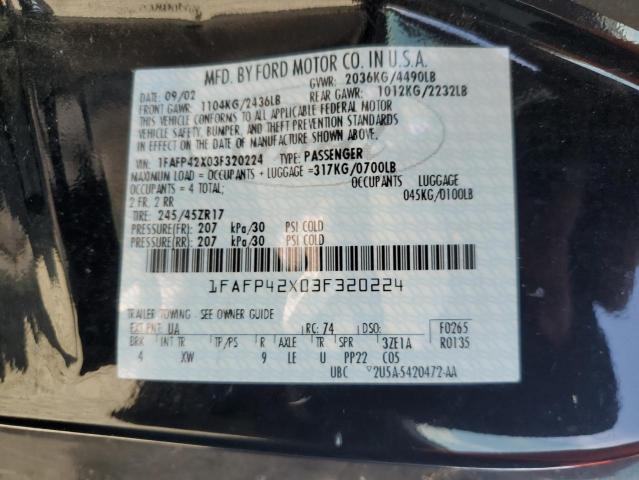 MFD. BY FORD MOTOR CO. IN U.S.A.
DATE: 09/02 GVWR: 2036KG/4490LB
FRONT GAWR: 1104KG/2436LB REAR GAWR: 1012KG/2232LB
THIS VEHICLE CONFORMS TO ALL APPLICABLE FEDERAL MOTOR
VEHICLE SAFETY, BUMPER, AND THEFT PREVENTION STANDARDS
IN EFFECT ON THE DATE OF MANUFACTURE SHOWN ABOVE.
VIN: 1FAFP42X03F320224 TYPE: PASSENGER
MAXIMUM LOAD = OCCUPANTS + LUGGAGE = 317KG/0700LB
OCCUPANTS = 4 TOTAL; OCCUPANTS LUGGAGE
2 FR, 2 RR 045KG/0100LB
TIRE: 245/45ZR17
PRESSURE(FR): 207 kPa/30 PSI COLD
PRESSURE(RR): 207 kPa/30 PSI COLD
1FAFP42X03F320224
TRAILER TOWING - SEE OWNER GUIDE
EXT PNT: UA RC: 74 DSO: F0265
BRK INT TR TP/PS R AXLE TR SPR 3ZE1A R0135
4 XW 9 LE U PP22 C05
UBC V2U5A-5420472-AA